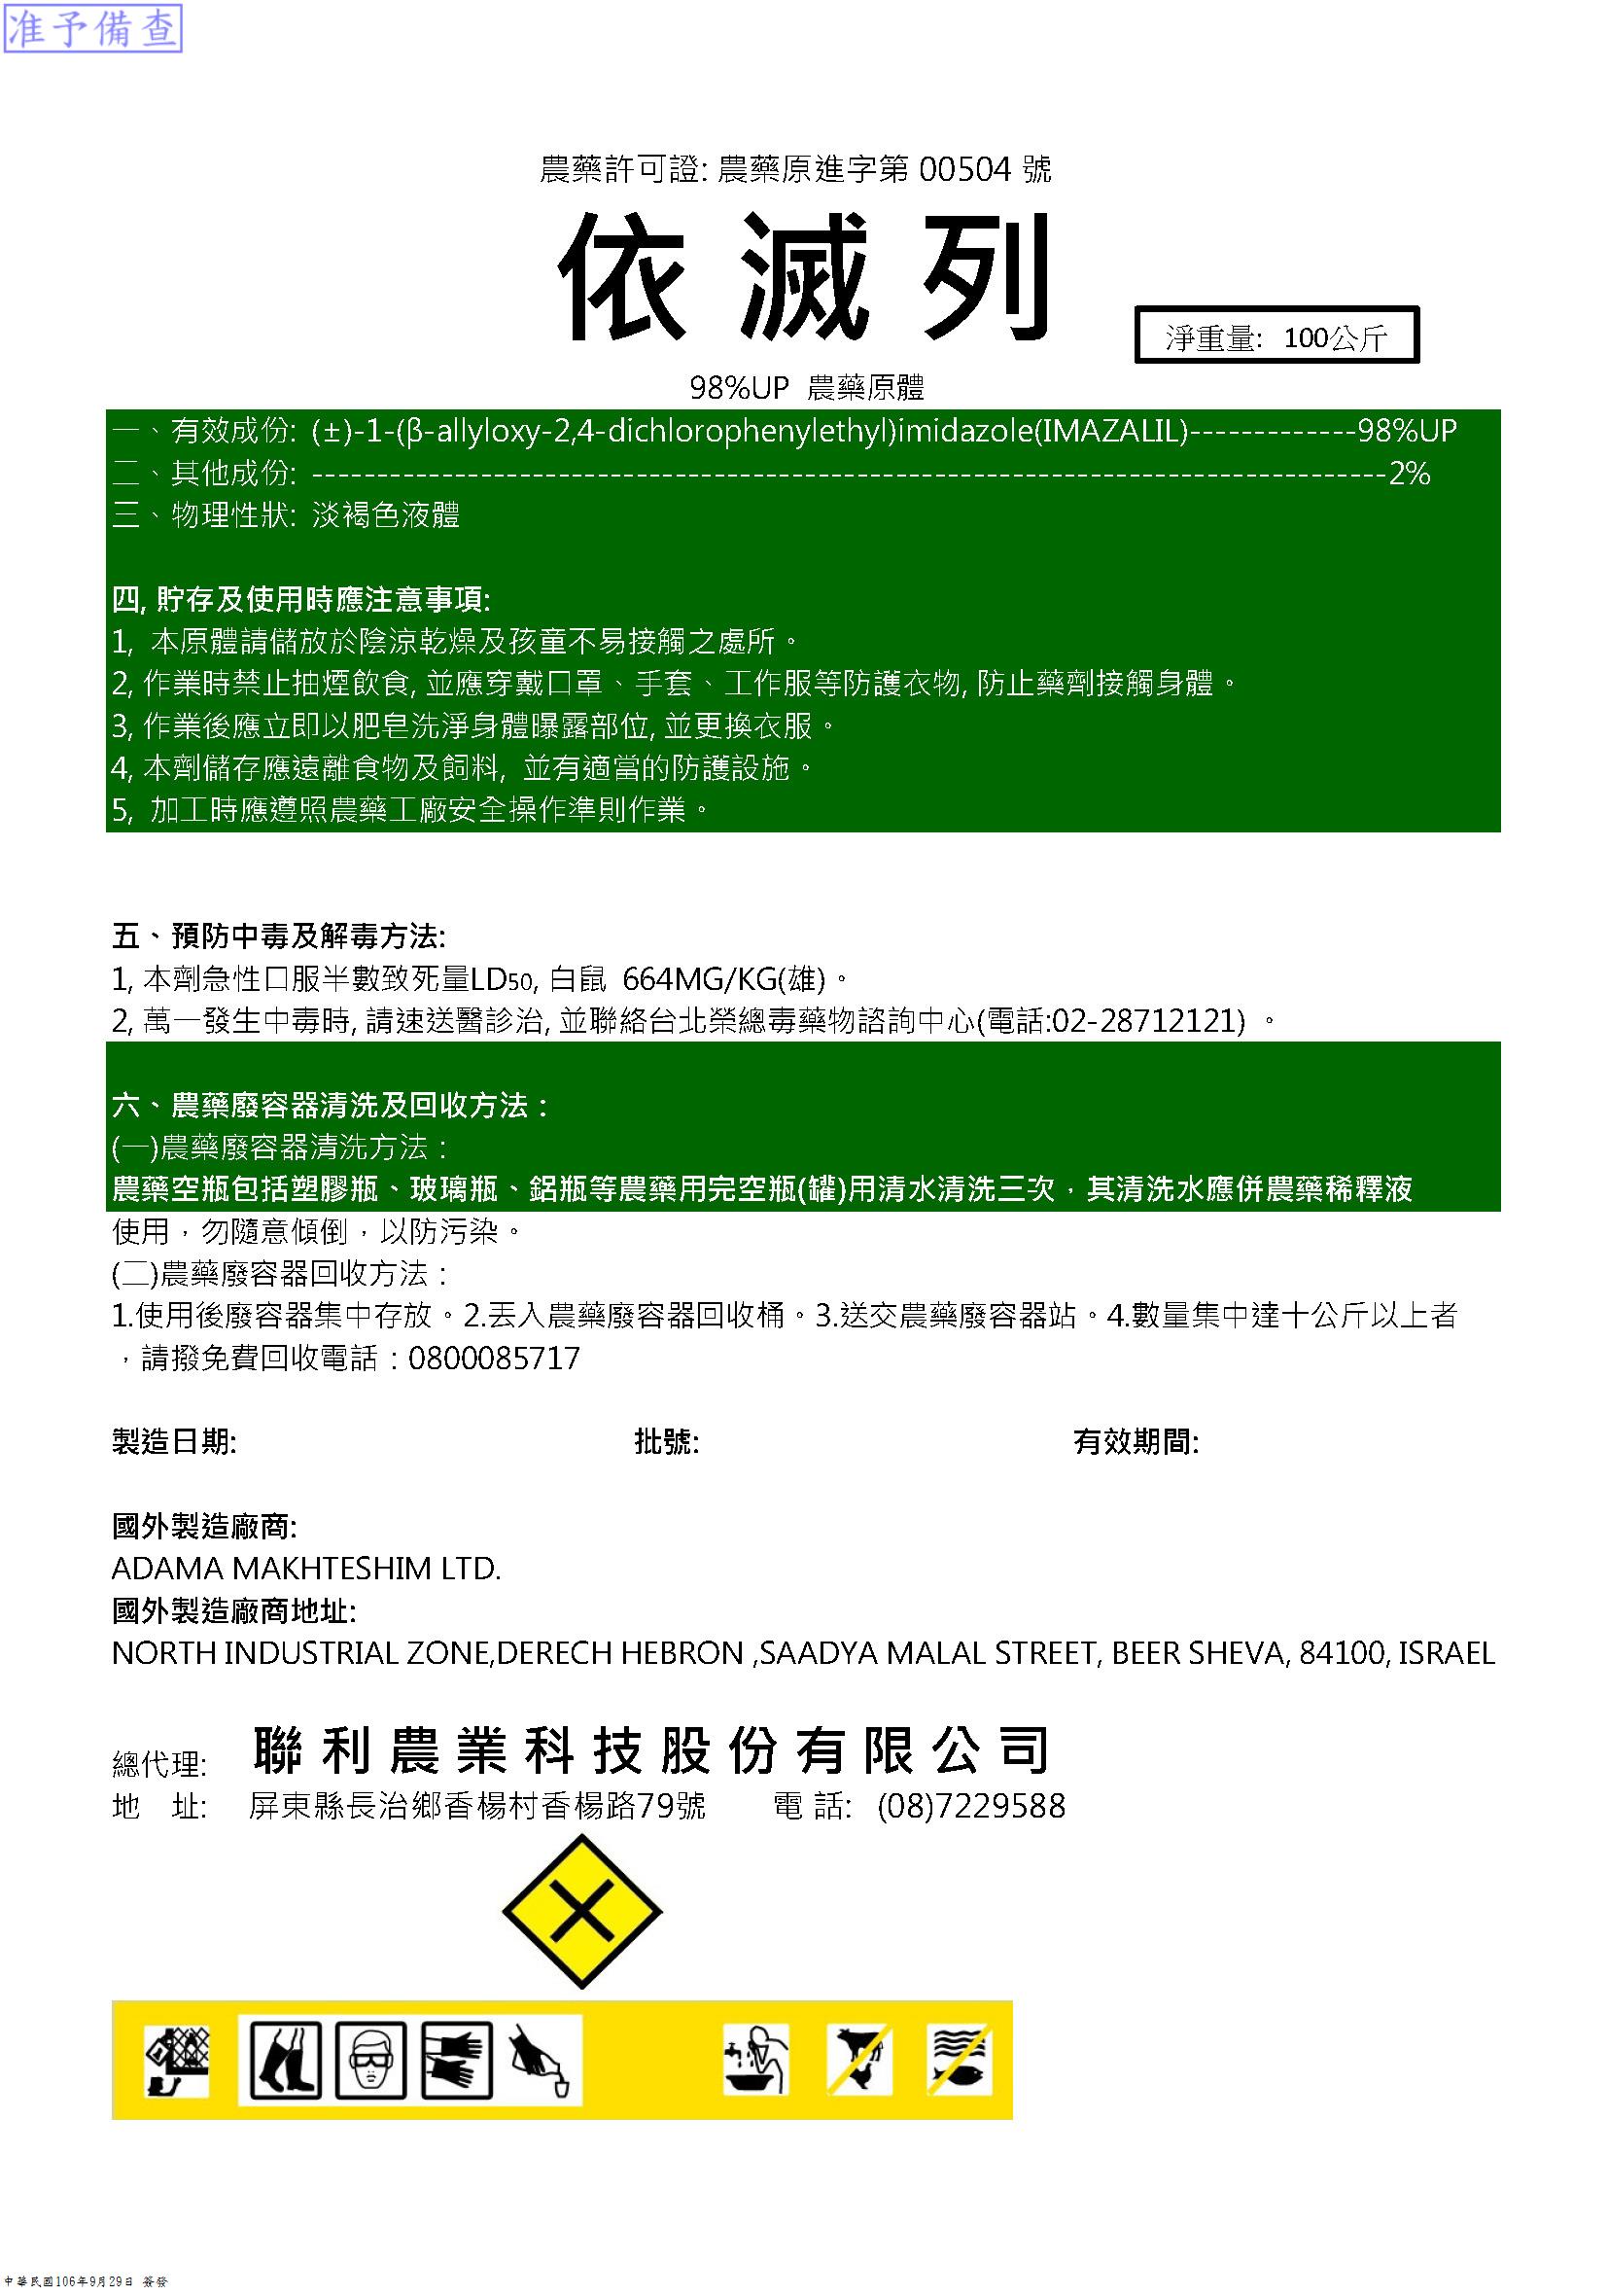 准予備查
農藥許可證: 農藥原進字第 00504 號
依滅列
淨重量: 100公斤
98%UP 農藥原體
一、有效成份: (±)-1-(β-allyloxy-2,4-dichlorophenylethyl)imidazole(IMAZALIL)-------------98%UP
二、其他成份: -----------------------------------------------------------------------------------2%
三、物理性狀: 淡褐色液體
四, 貯存及使用時應注意事項:
1, 本原體請儲放於陰涼乾燥及孩童不易接觸之處所。
2, 作業時禁止抽煙飲食, 並應穿戴口罩、手套、工作服等防護衣物, 防止藥劑接觸身體。
3, 作業後應立即以肥皂洗淨身體曝露部位, 並更換衣服。
4, 本劑儲存應遠離食物及飼料, 並有適當的防護設施。
5, 加工時應遵照農藥工廠安全操作準則作業。
五、預防中毒及解毒方法:
1, 本劑急性口服半數致死量LD50, 白鼠 664MG/KG(雄)。
2, 萬一發生中毒時, 請速送醫診治, 並聯絡台北榮總毒藥物諮詢中心(電話:02-28712121) 。
六、農藥廢容器清洗及回收方法：
(一)農藥廢容器清洗方法：
農藥空瓶包括塑膠瓶、玻璃瓶、鋁瓶等農藥用完空瓶(罐)用清水清洗三次，其清洗水應併農藥稀釋液
使用，勿隨意傾倒，以防污染。
(二)農藥廢容器回收方法：
1.使用後廢容器集中存放。2.丟入農藥廢容器回收桶。3.送交農藥廢容器站。4.數量集中達十公斤以上者
，請撥免費回收電話：0800085717
製造日期: 批號: 有效期間:
國外製造廠商:
ADAMA MAKHTESHIM LTD.
國外製造廠商地址:
NORTH INDUSTRIAL ZONE,DERECH HEBRON ,SAADYA MALAL STREET, BEER SHEVA, 84100, ISRAEL
總代理: 聯利農業科技股份有限公司
地 址: 屏東縣長治鄉香楊村香楊路79號 電 話: (08)7229588
中華民國106年9月29日 簽發